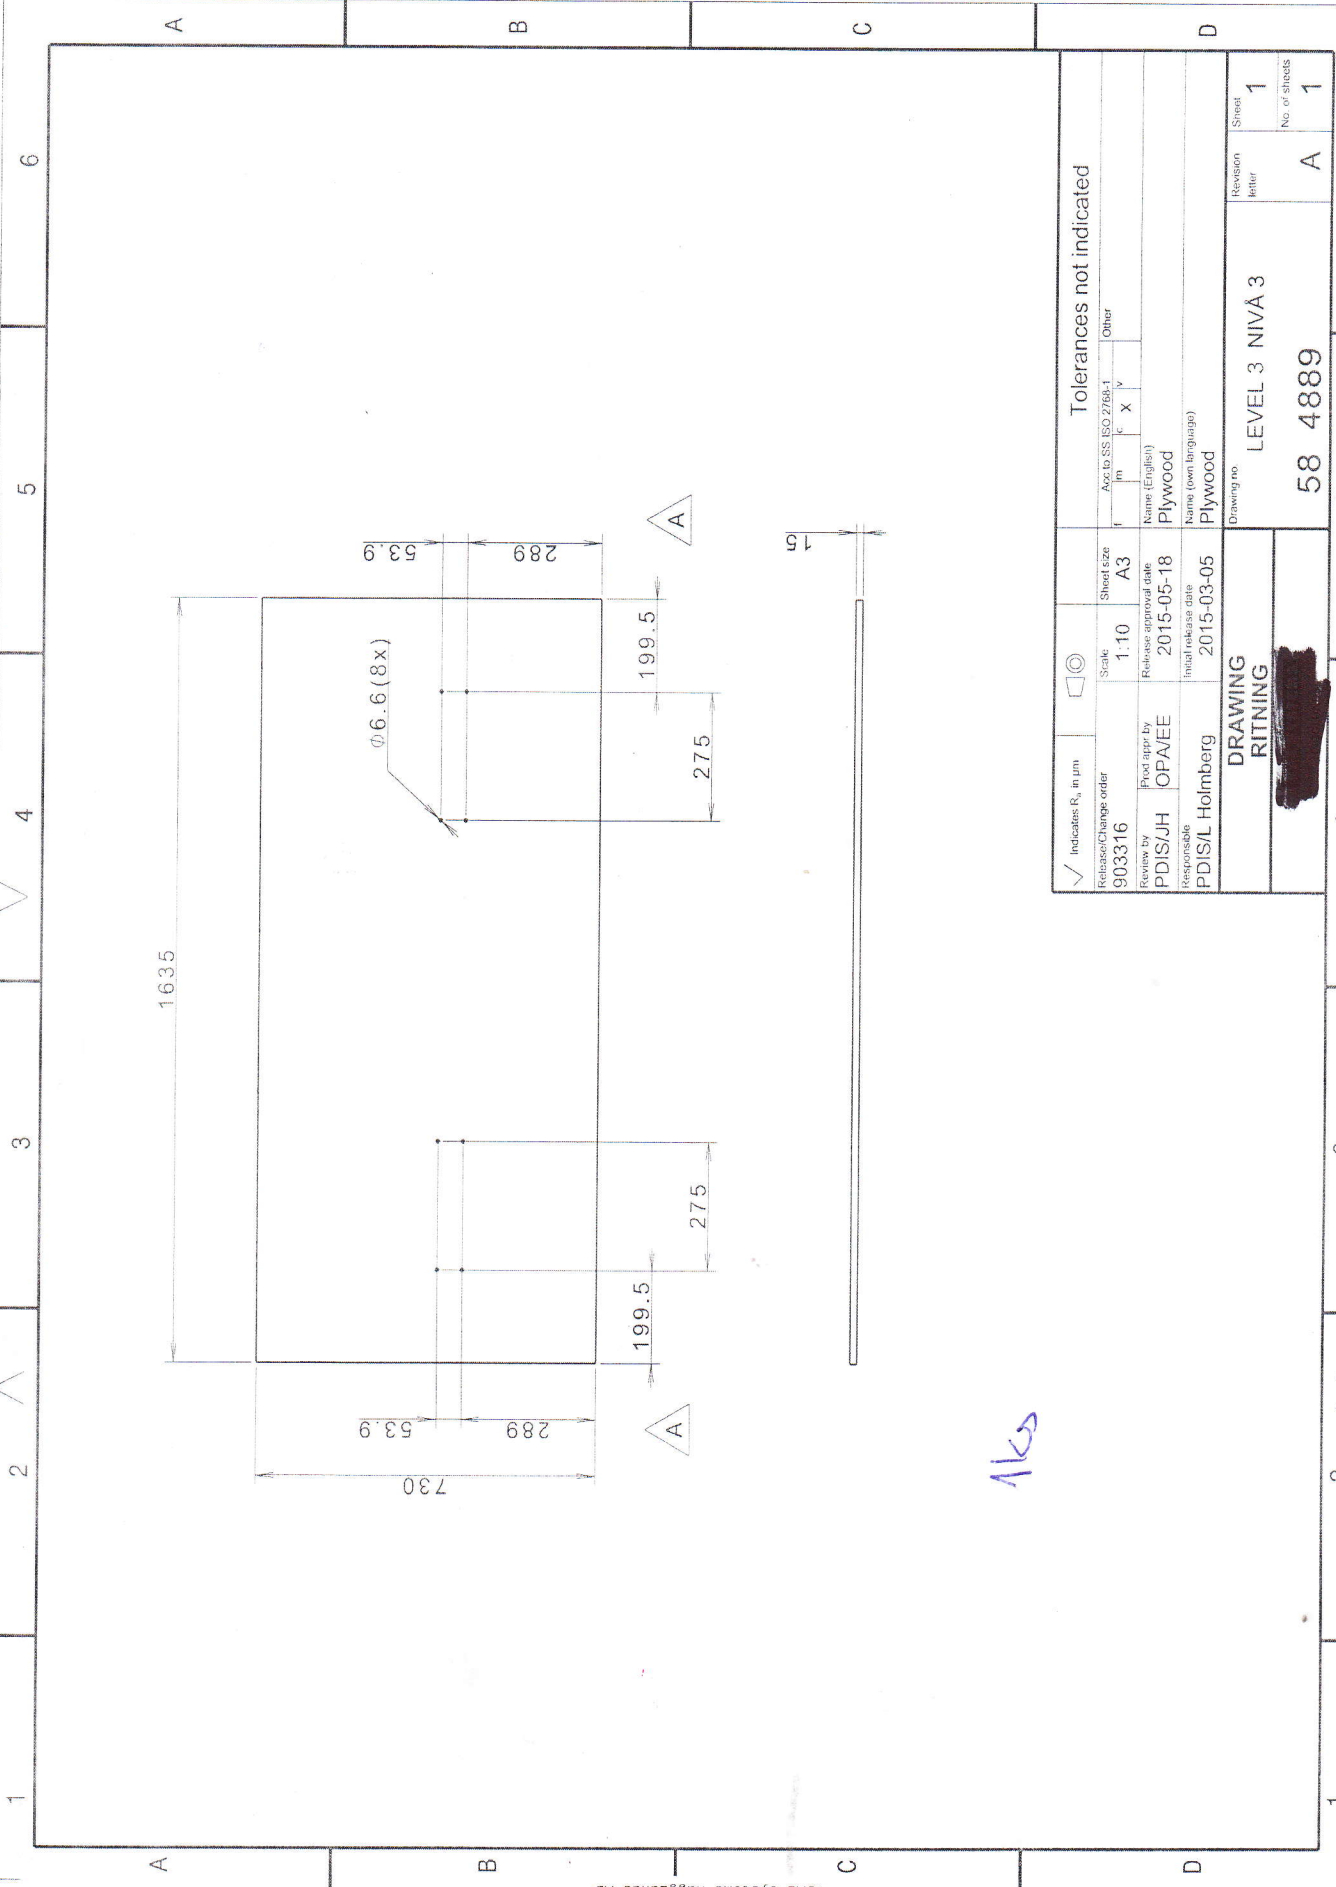 1 2 3 4 5 6
A
B
C
D
A
B
C
D
1635
Φ6.6(8x)
730
53.9
289
53.9
289
199.5
275
275
199.5
A
A
15
1kus
✓ Indicates Ra in µm
Tolerances not indicated
Release/Change order
903316
Scale
1:10
Sheet size
A3
Acc to SS ISO 2768-1
f m c X v
Other
Review by
PDIS/JH
Prod appr by
OPA/EE
Release approval date
2015-05-18
Name (English)
Plywood
Responsible
PDIS/L Holmberg
Initial release date
2015-03-05
Name (own language)
Plywood
DRAWING
RITNING
Drawing no.
LEVEL 3 NIVÅ 3
58 4889
Revision
letter
A
Sheet
1
No. of sheets
1
1